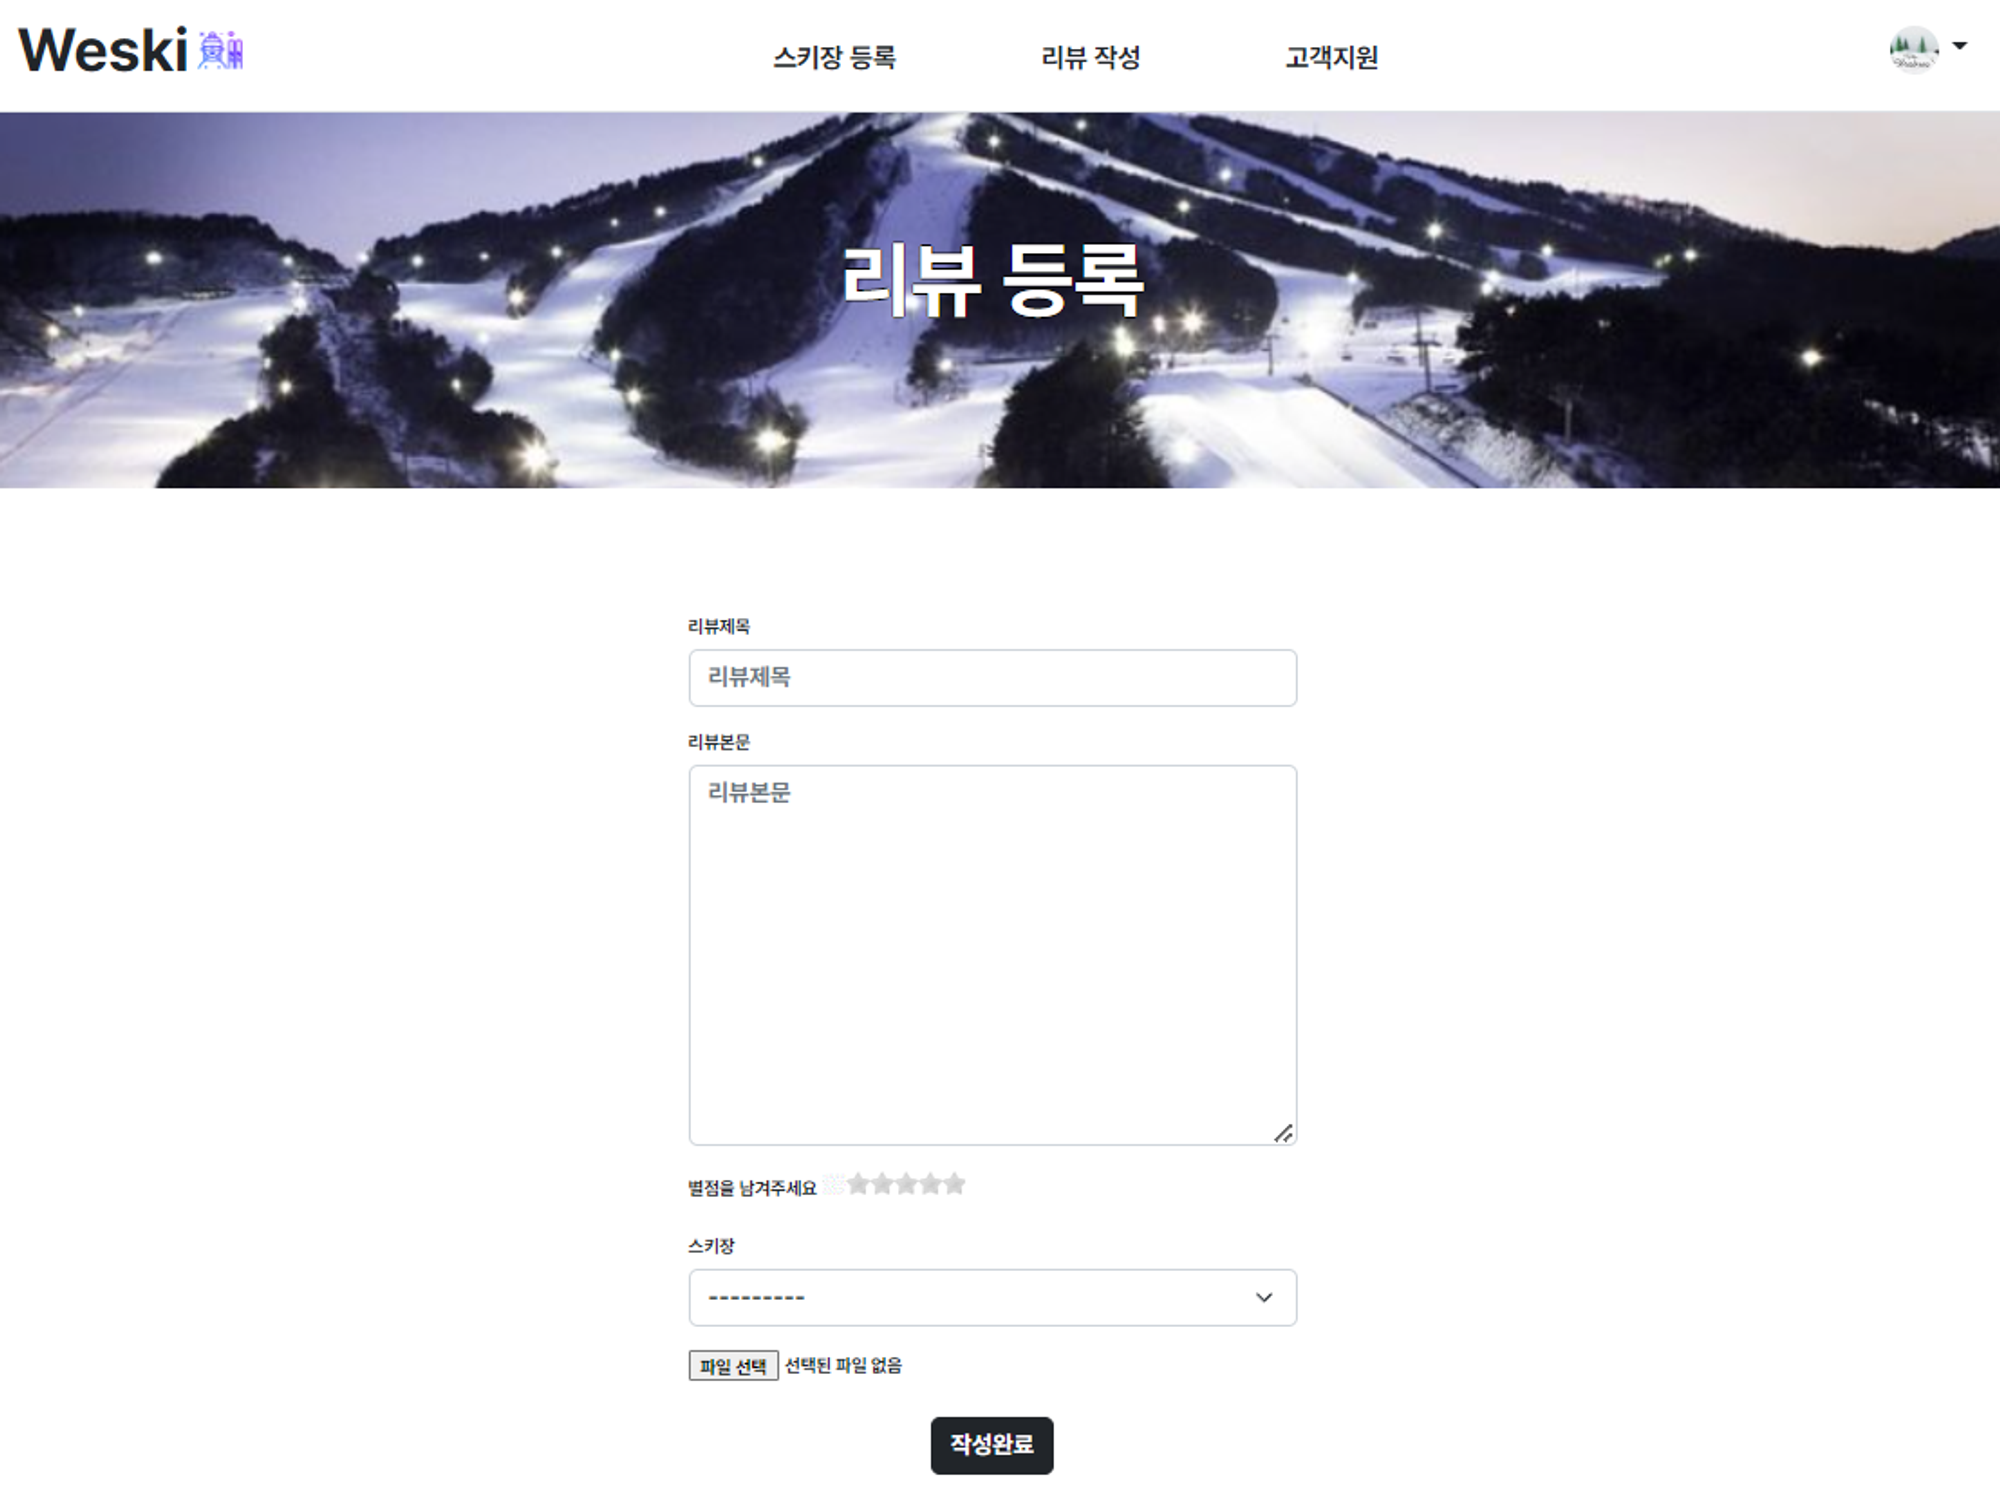 Weski
스키장 등록
리뷰 작성
고객지원
리뷰 등록
리뷰제목
리뷰제목
리뷰본문
리뷰본문
별점을 남겨주세요
스키장
---------
파일 선택 선택된 파일 없음
작성완료